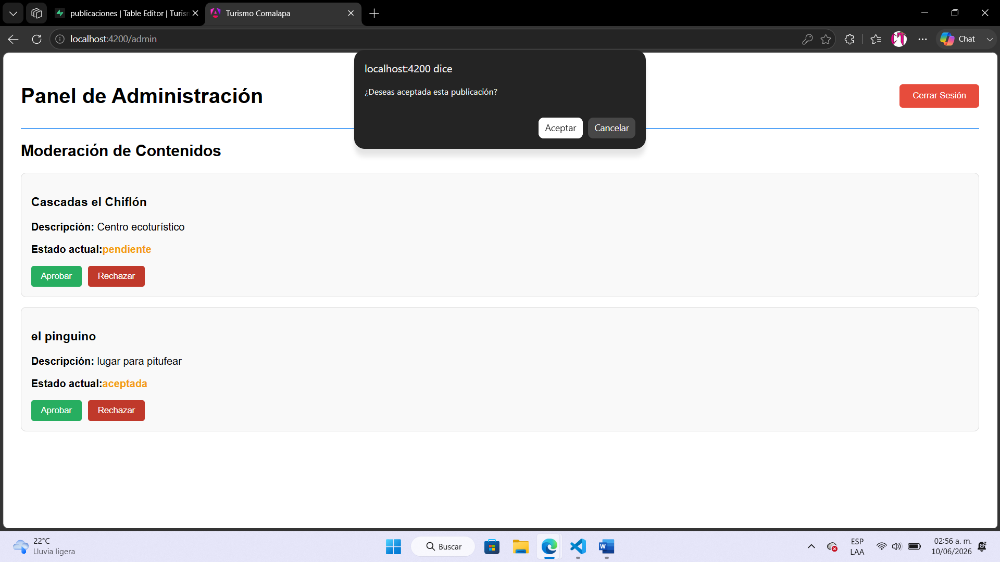 publicaciones | Table Editor | Turis
Turismo Comalapa
localhost:4200/admin
Chat
localhost:4200 dice
¿Deseas aceptada esta publicación?
Aceptar
Cancelar
Panel de Administración
Cerrar Sesión
Moderación de Contenidos
Cascadas el Chiflón
Descripción: Centro ecoturístico
Estado actual:pendiente
Aprobar
Rechazar
el pinguino
Descripción: lugar para pitufear
Estado actual:aceptada
Aprobar
Rechazar
22°C
Lluvia ligera
Buscar
ESP
LAA
02:56 a. m.
10/06/2026